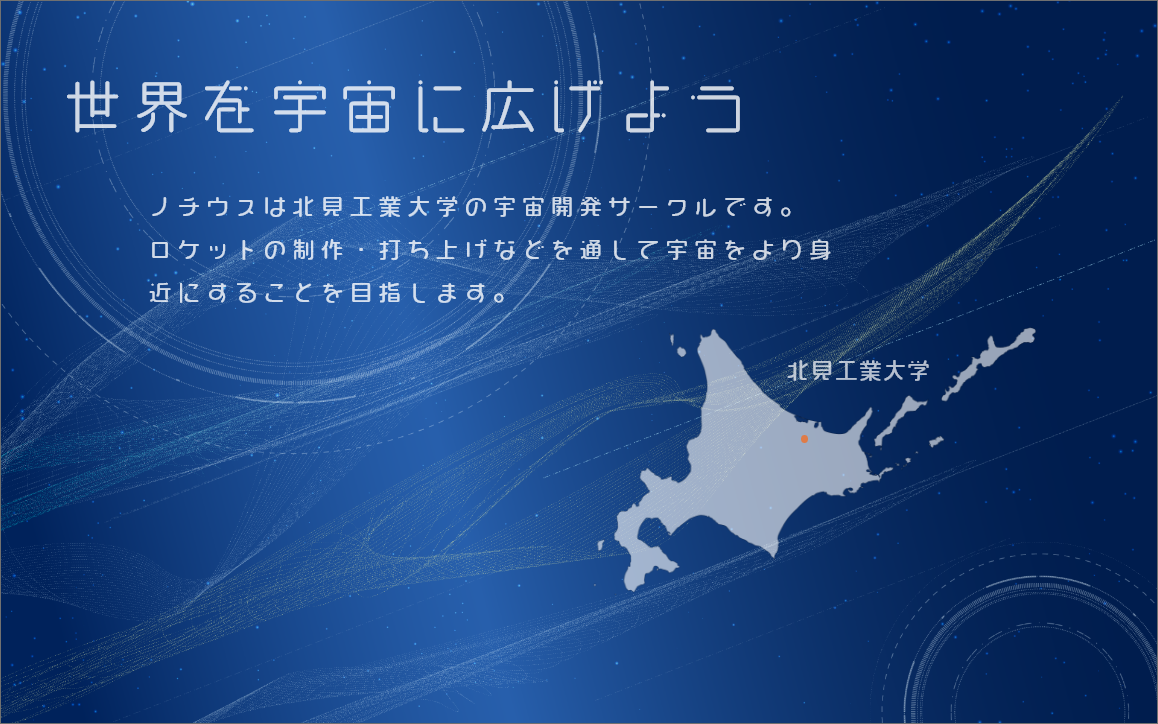 世界を宇宙に広げよう
ノチウスは北見工業大学の宇宙開発サークルです。
ロケットの制作・打ち上げなどを通して宇宙をより身
近にすることを目指します。
北見工業大学